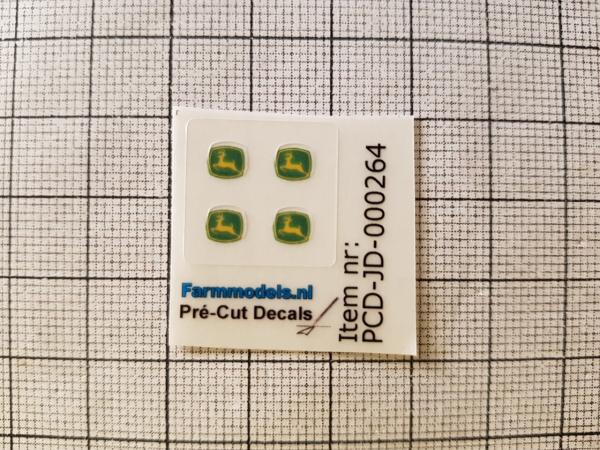 Farmmodels.nl
Pré-Cut Decals
Item nr:
PCD-JD-000264